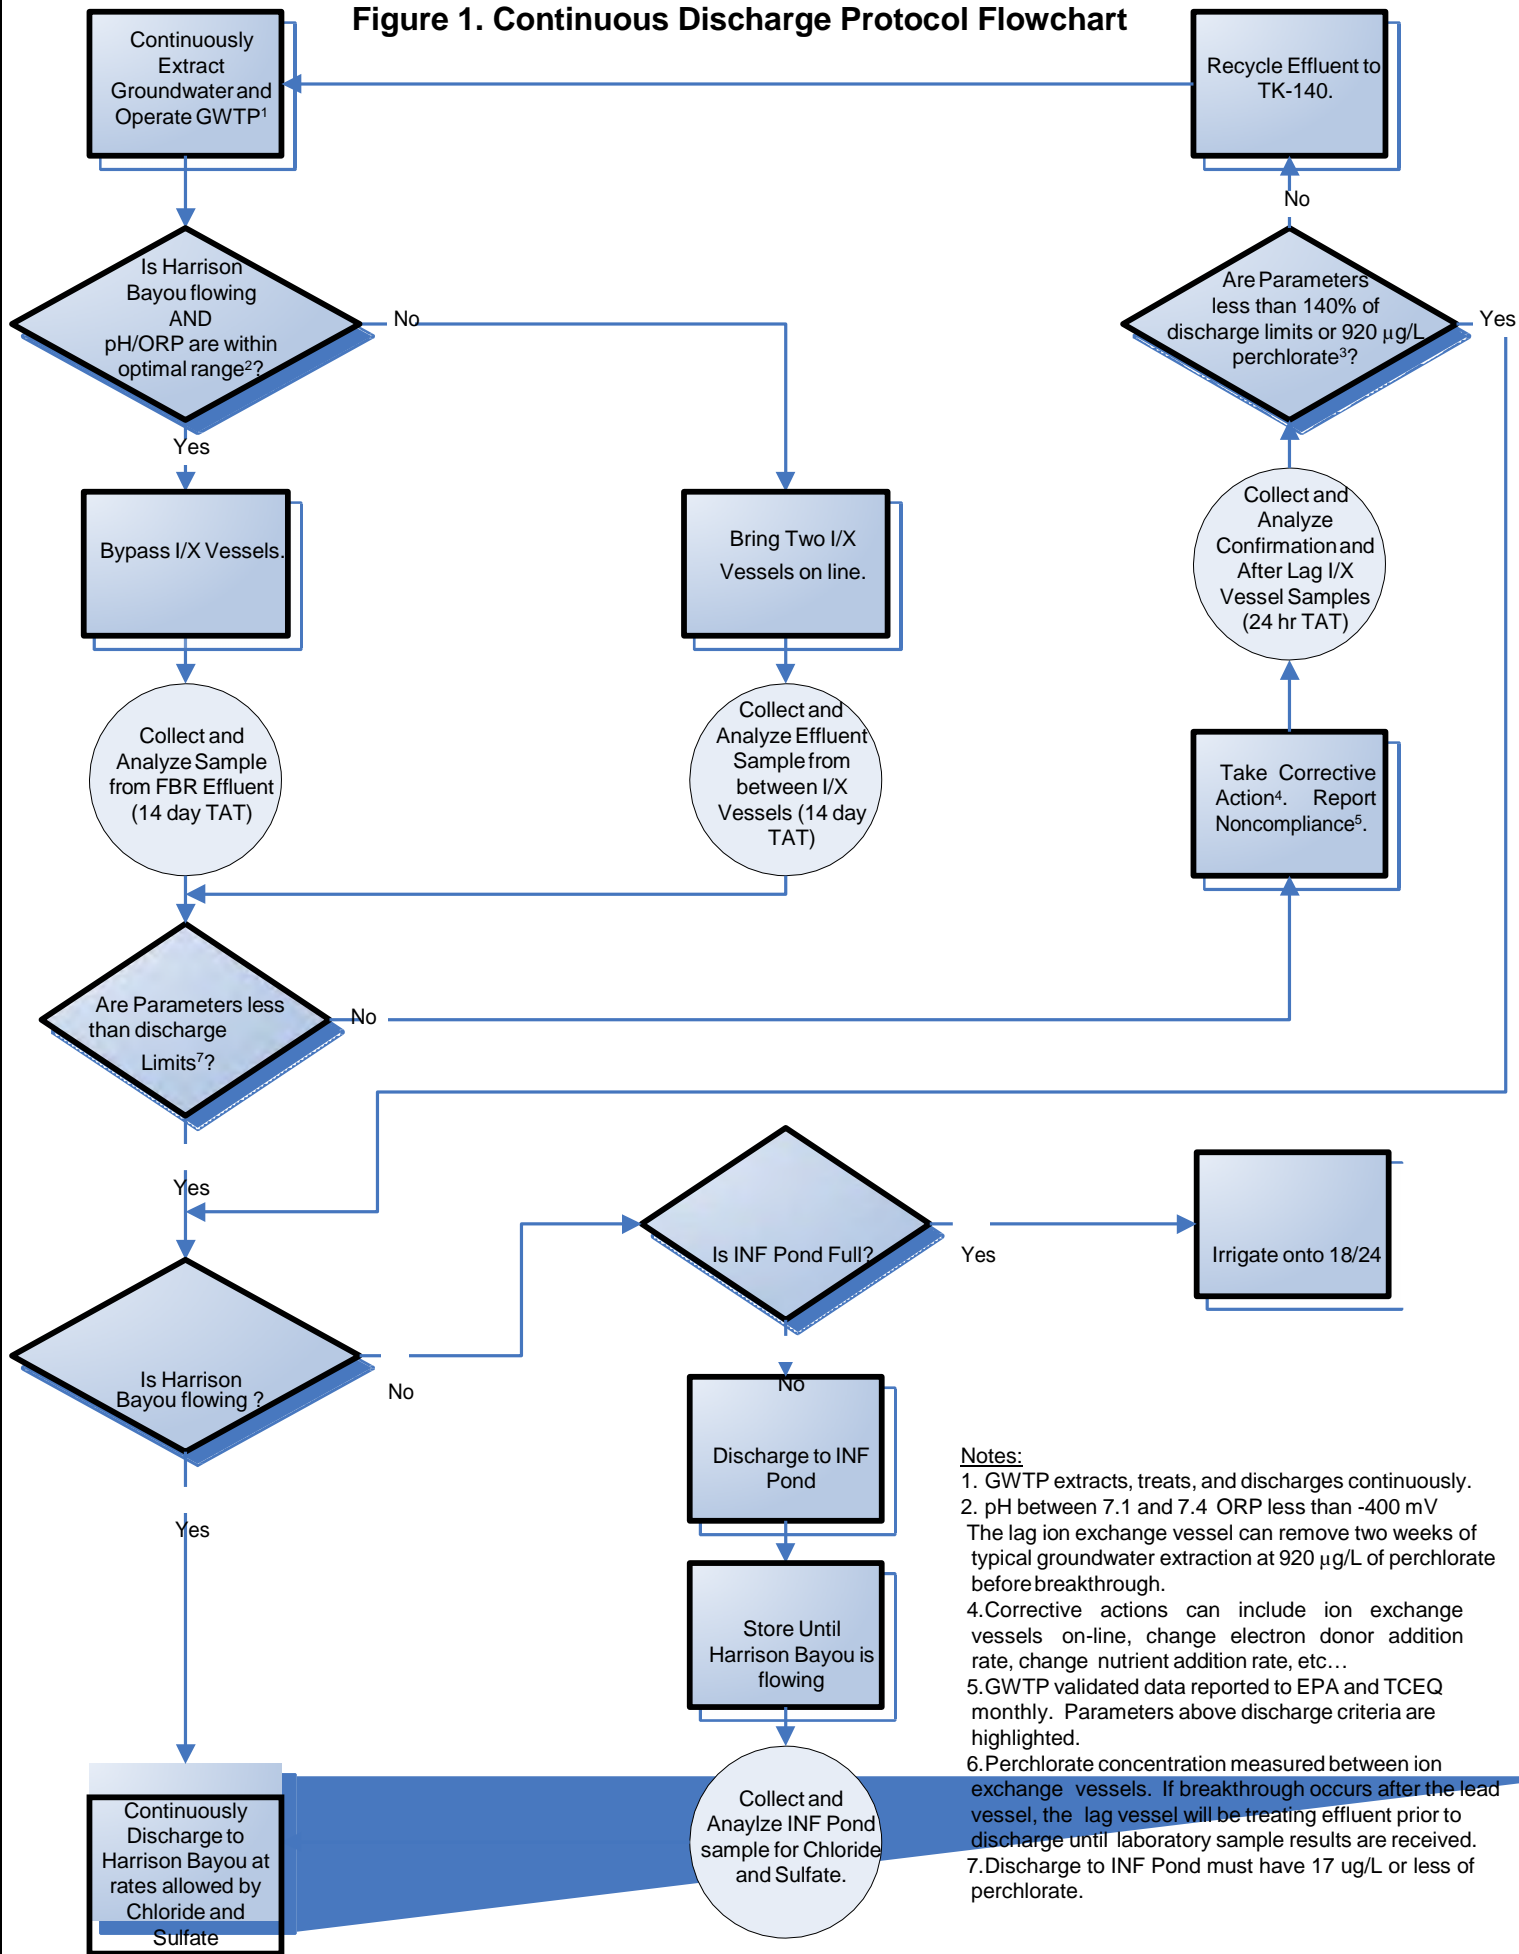 Figure 1. Continuous Discharge Protocol Flowchart
Continuously
Extract
Groundwater and
Operate GWTP¹
Recycle Effluent to
TK-140.
No
Is Harrison
Bayou flowing
AND
pH/ORP are within
optimal range²?
No
Yes
Are Parameters
less than 140% of
discharge limits or 920 µg/L
perchlorate³?
Yes
Bypass I/X Vessels.
Bring Two I/X
Vessels on line.
Collect and
Analyze
Confirmation and
After Lag I/X
Vessel Samples
(24 hr TAT)
Collect and
Analyze Sample
from FBR Effluent
(14 day TAT)
Collect and
Analyze Effluent
Sample from
between I/X
Vessels (14 day
TAT)
Take Corrective
Action⁴. Report
Noncompliance⁵.
Are Parameters less
than discharge
Limits⁷?
No
Yes
Is INF Pond Full?
Yes
Irrigate onto 18/24
No
Is Harrison
Bayou flowing ?
No
Yes
Discharge to INF
Pond
Store Until
Harrison Bayou is
flowing
Collect and
Anaylze INF Pond
sample for Chloride
and Sulfate.
Continuously
Discharge to
Harrison Bayou at
rates allowed by
Chloride and
Sulfate
Notes:
1. GWTP extracts, treats, and discharges continuously.
2. pH between 7.1 and 7.4 ORP less than -400 mV
The lag ion exchange vessel can remove two weeks of
typical groundwater extraction at 920 µg/L of perchlorate
before breakthrough.
4.Corrective actions can include ion exchange
vessels on-line, change electron donor addition
rate, change nutrient addition rate, etc…
5.GWTP validated data reported to EPA and TCEQ
monthly. Parameters above discharge criteria are
highlighted.
6.Perchlorate concentration measured between ion
exchange vessels. If breakthrough occurs after the lead
vessel, the lag vessel will be treating effluent prior to
discharge until laboratory sample results are received.
7.Discharge to INF Pond must have 17 ug/L or less of
perchlorate.